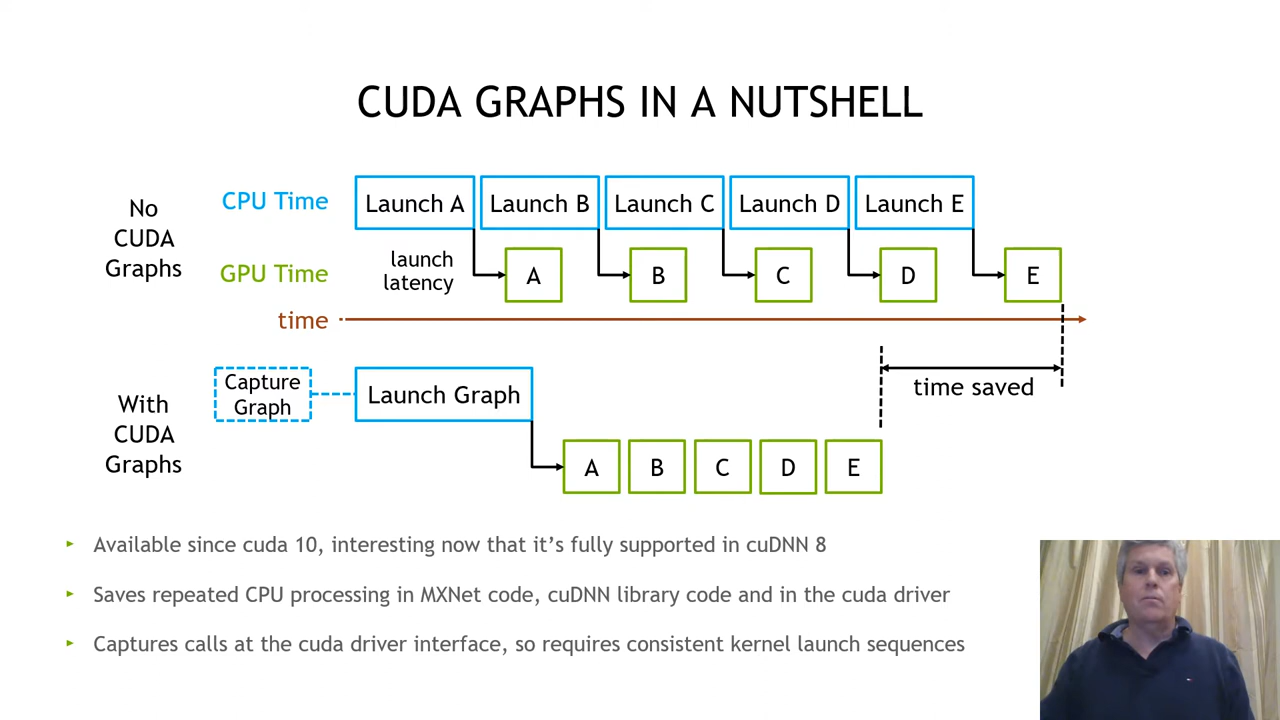 CUDA GRAPHS IN A NUTSHELL
No
CUDA
Graphs
CPU Time
Launch A
Launch B
Launch C
Launch D
Launch E
GPU Time
launch
latency
A
B
C
D
E
time
With
CUDA
Graphs
Capture
Graph
Launch Graph
time saved
A
B
C
D
E
Available since cuda 10, interesting now that it’s fully supported in cuDNN 8
Saves repeated CPU processing in MXNet code, cuDNN library code and in the cuda driver
Captures calls at the cuda driver interface, so requires consistent kernel launch sequences